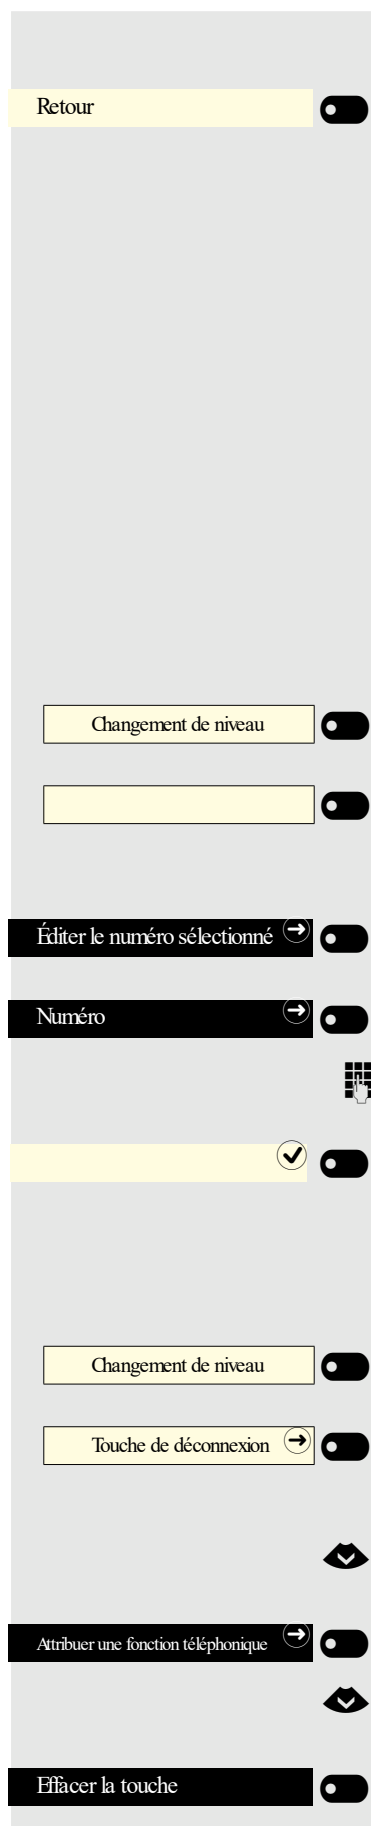 Retour
Changement de niveau
Éditer le numéro sélectionné
Numéro
Changement de niveau
Touche de déconnexion
Attribuer une fonction téléphonique
Effacer la touche